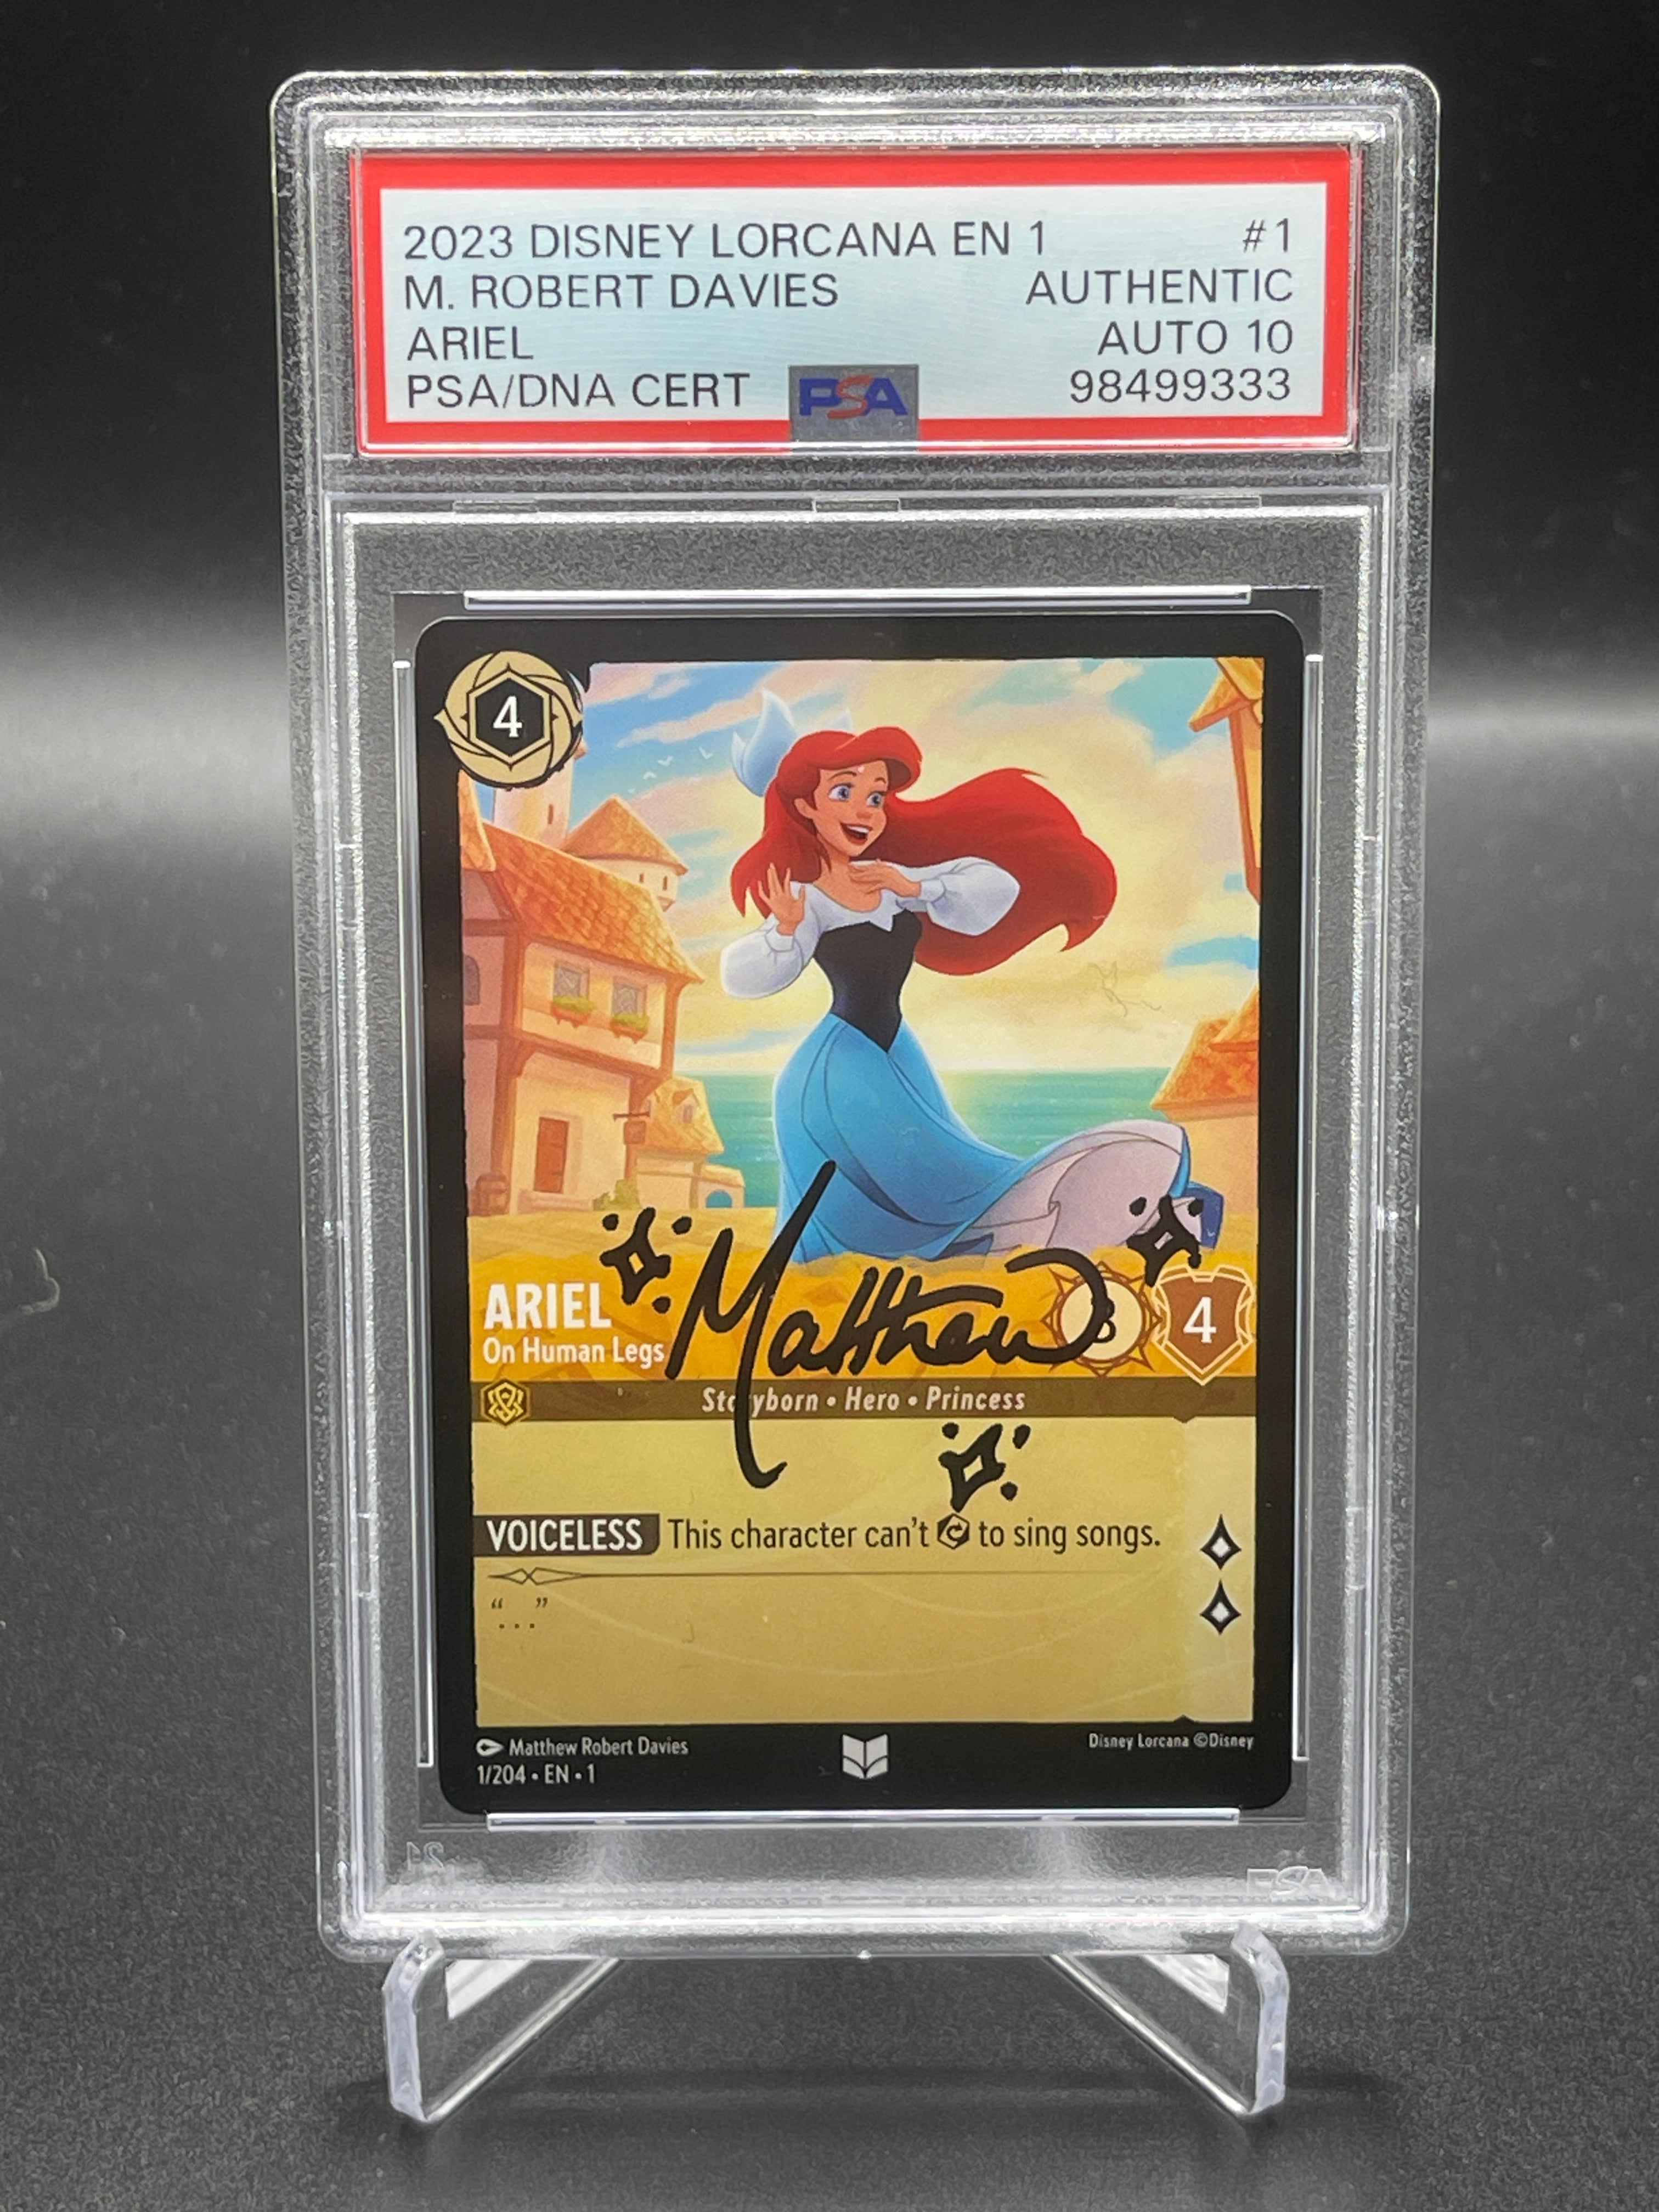 2023 DISNEY LORCANA EN 1 #1
M. ROBERT DAVIES AUTHENTIC
ARIEL AUTO 10
PSA/DNA CERT PSA 98499333
4
Matthew
ARIEL 4
On Human Legs
Storyborn • Hero • Princess
VOICELESS This character can't to sing songs.
“...”
Matthew Robert Davies Disney Lorcana ©Disney
1/204 • EN • 1
PSA